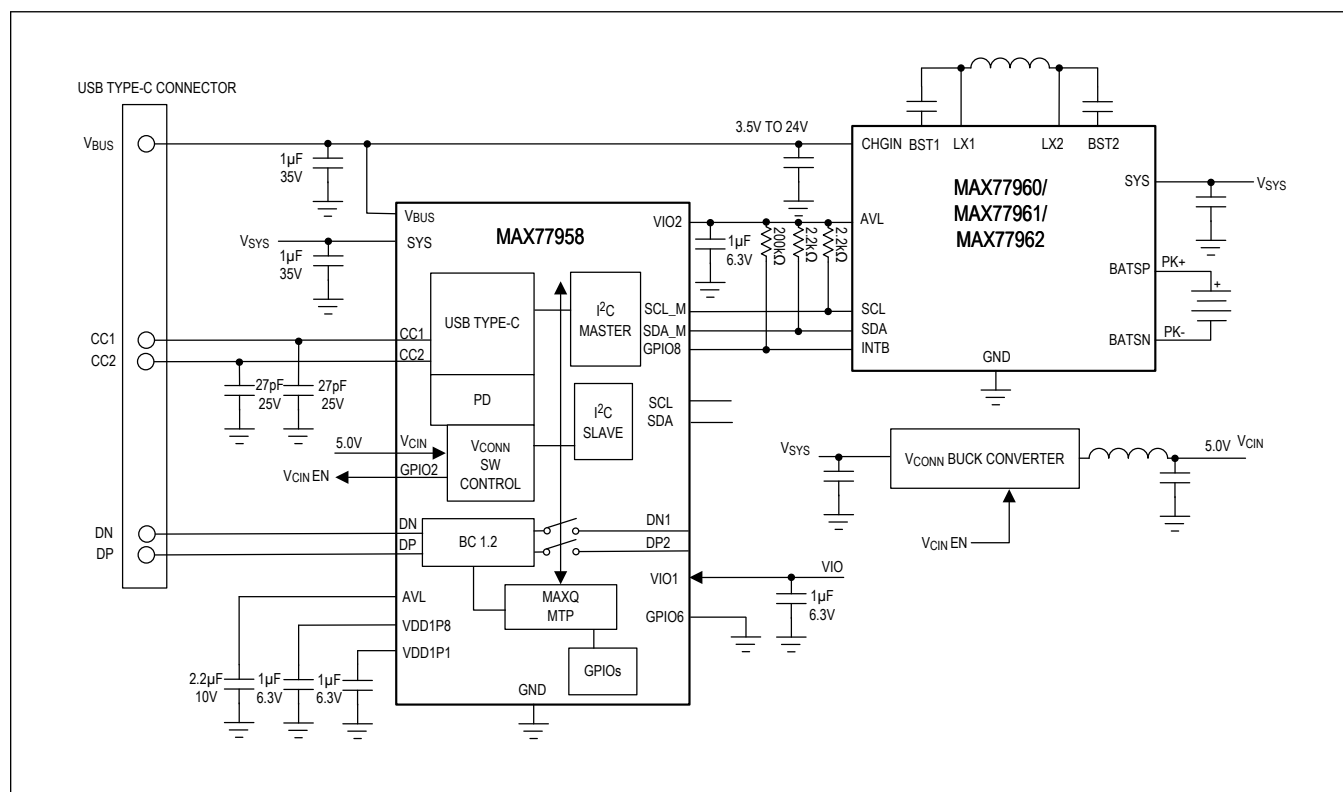 USB TYPE-C CONNECTOR
VBUS
1µF
35V
3.5V TO 24V
CHGIN
BST1
LX1
LX2
BST2
MAX77960/
MAX77961/
MAX77962
SYS
VSYS
AVL
BATSP
PK+
+
BATSN
PK-
SCL
SDA
INTB
GND
VBUS
MAX77958
VIO2
1µF
6.3V
200kΩ
2.2kΩ
2.2kΩ
VSYS
SYS
1µF
35V
USB TYPE-C
I2C
MASTER
SCL_M
SDA_M
GPIO8
CC1
CC2
CC1
CC2
27pF
25V
27pF
25V
PD
I2C
SLAVE
SCL
SDA
5.0V
VCIN
GPIO2
VCIN EN
VCONN
SW
CONTROL
VSYS
VCONN BUCK CONVERTER
5.0V
VCIN
VCIN EN
DN
DP
DN
DP
BC 1.2
DN1
DP2
VIO1
VIO
1µF
6.3V
GPIO6
MAXQ
MTP
GPIOs
AVL
VDD1P8
VDD1P1
2.2µF
10V
1µF
6.3V
1µF
6.3V
GND